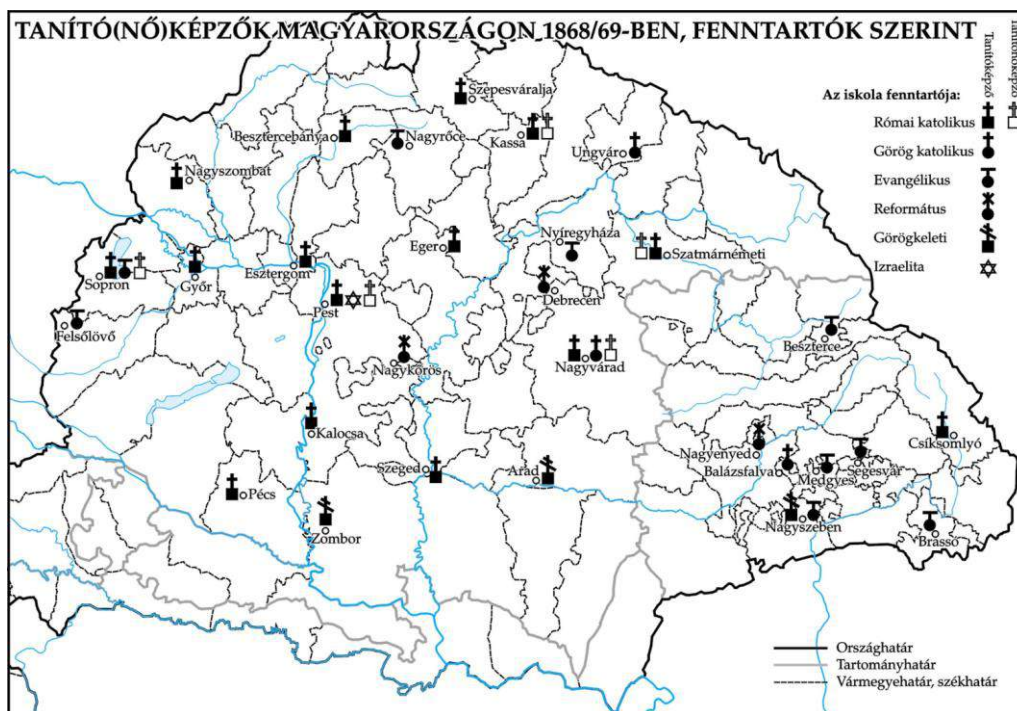 TANÍTÓ(NŐ)KÉPZŐK MAGYARORSZÁGON 1868/69-BEN, FENNTARTÓK SZERINT
Tanítóképző
Tanítónőképző
Az iskola fenntartója:
Római katolikus
Görög katolikus
Evangélikus
Református
Görögkeleti
Izraelita
Szepesváralja
Besztercebánya
Nagyrőce
Kassa
Ungvár
Nagyszombat
Eger
Nyíregyháza
Szatmárnémeti
Sopron
Győr
Esztergom
Debrecen
Pest
Felsőlövő
Beszterce
Nagykőrös
Nagyvárad
Kalocsa
Csíksomlyó
Nagyenyed
Szeged
Arad
Balázsfalva
Medgyes
Segesvár
Pécs
Nagyszeben
Zombor
Brassó
Országhatár
Tartományhatár
Vármegyehatár, székhatár